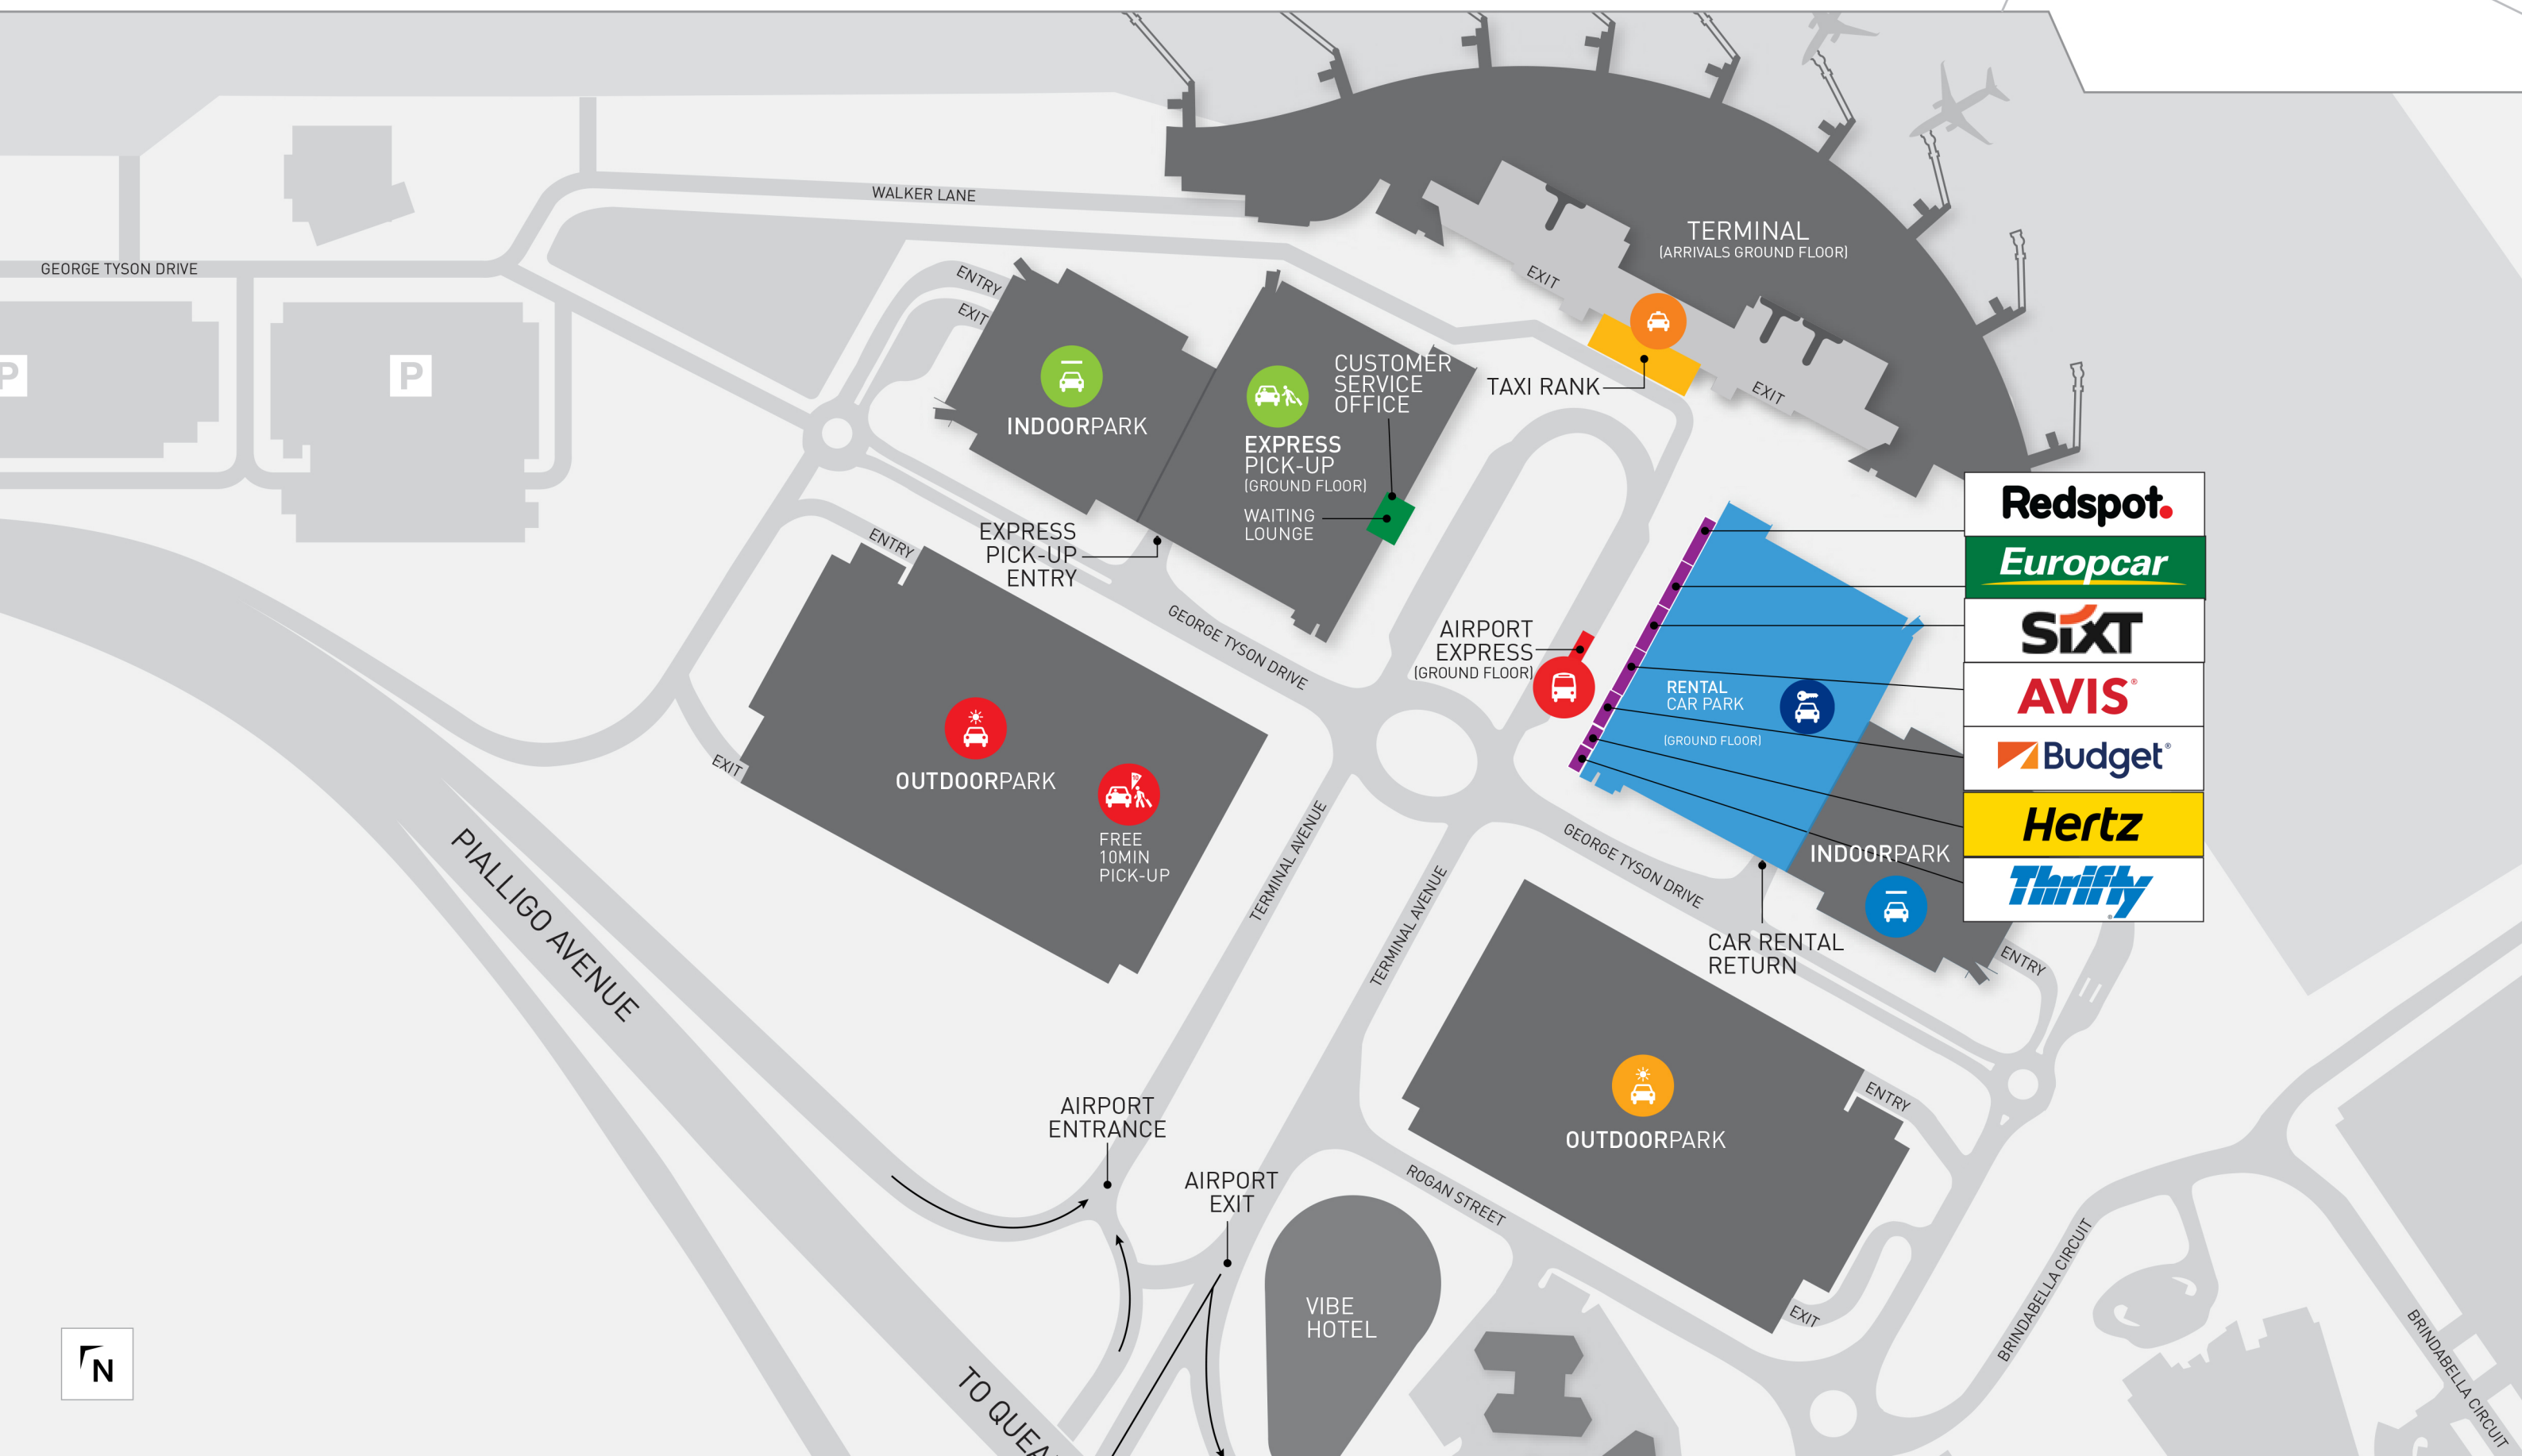 WALKER LANE
GEORGE TYSON DRIVE
TERMINAL
(ARRIVALS GROUND FLOOR)
EXIT
EXIT
TAXI RANK
ENTRY
EXIT
P
P
INDOORPARK
CUSTOMER
SERVICE
OFFICE
EXPRESS
PICK-UP
(GROUND FLOOR)
WAITING
LOUNGE
EXPRESS
PICK-UP
ENTRY
ENTRY
GEORGE TYSON DRIVE
AIRPORT
EXPRESS
(GROUND FLOOR)
RENTAL
CAR PARK
(GROUND FLOOR)
Redspot.
Europcar
SiXT
AVIS®
Budget®
Hertz
Thrifty®
EXIT
OUTDOORPARK
FREE
10MIN
PICK-UP
TERMINAL AVENUE
TERMINAL AVENUE
GEORGE TYSON DRIVE
INDOORPARK
CAR RENTAL
RETURN
ENTRY
PIALLIGO AVENUE
OUTDOORPARK
ENTRY
EXIT
AIRPORT
ENTRANCE
AIRPORT
EXIT
ROGAN STREET
VIBE
HOTEL
BRINDABELLA CIRCUIT
BRINDABELLA CIRCUIT
N
TO